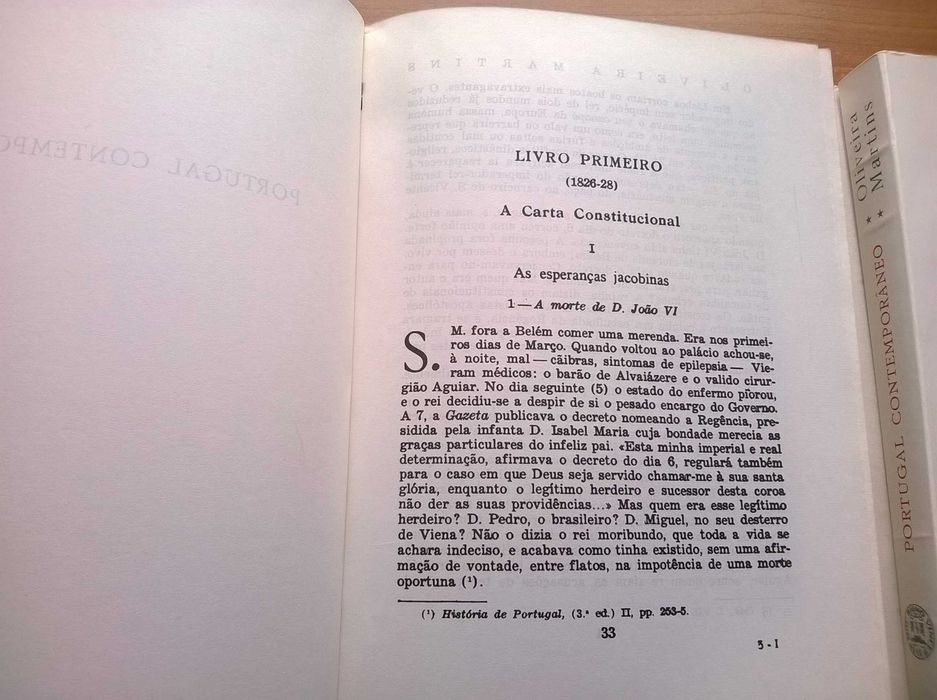 LIVRO PRIMEIRO
(1826-28)
A Carta Constitucional
I
As esperanças jacobinas
1 — A morte de D. João VI
S. M. fora a Belém comer uma merenda. Era nos primei-
ros dias de Março. Quando voltou ao palácio achou-se,
à noite, mal — cãibras, sintomas de epilepsia — Vie-
ram médicos: o barão de Alvaiázere e o valido cirur-
gião Aguiar. No dia seguinte (5) o estado do enfermo piorou,
e o rei decidiu-se a despir de si o pesado encargo do Governo.
A 7, a Gazeta publicava o decreto nomeando a Regência, pre-
sidida pela infanta D. Isabel Maria cuja bondade merecia as
graças particulares do infeliz pai. «Esta minha imperial e real
determinação, afirmava o decreto do dia 6, regulará também
para o caso em que Deus seja servido chamar-me à sua santa
glória, enquanto o legítimo herdeiro e sucessor desta coroa
não der as suas providências...» Mas quem era esse legítimo
herdeiro? D. Pedro, o brasileiro? D. Miguel, no seu desterro
de Viena? Não o dizia o rei moribundo, que toda a vida se
achara indeciso, e acabava como tinha existido, sem uma afir-
mação de vontade, entre flatos, na impotência de uma morte
oportuna (¹).
(¹) História de Portugal, (3.ª ed.) II, pp. 253-5.
33
3 - I
Oliveira
Martins
PORTUGAL CONTEMPORÂNEO * *
PORTUGAL CONTEMPO
OLIVEIRA MARTINS